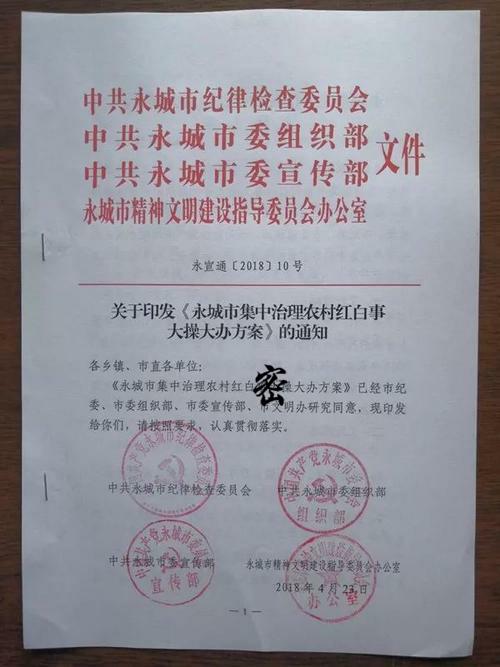 中共永城市纪律检查委员会
中共永城市委组织部
中共永城市委宣传部
永城市精神文明建设指导委员会办公室
文件
永宣通〔2018〕10号
关于印发《永城市集中治理农村红白事
大操大办方案》的通知
各乡镇、市直各单位：
《永城市集中治理农村红白 操大办方案》已经市纪
委、市委组织部、市委宣传部、市文明办研究同意，现印发
给你们，请按照要求，认真贯彻落实。
密
中共永城市纪律检查委员会
中共永城市委组织部
中国共产党永城市委员会
组织部
中共永城市委宣传部
宣传部
永城市精神文明建设指导委员会办公室
2018年4月23日
办公室
—1—